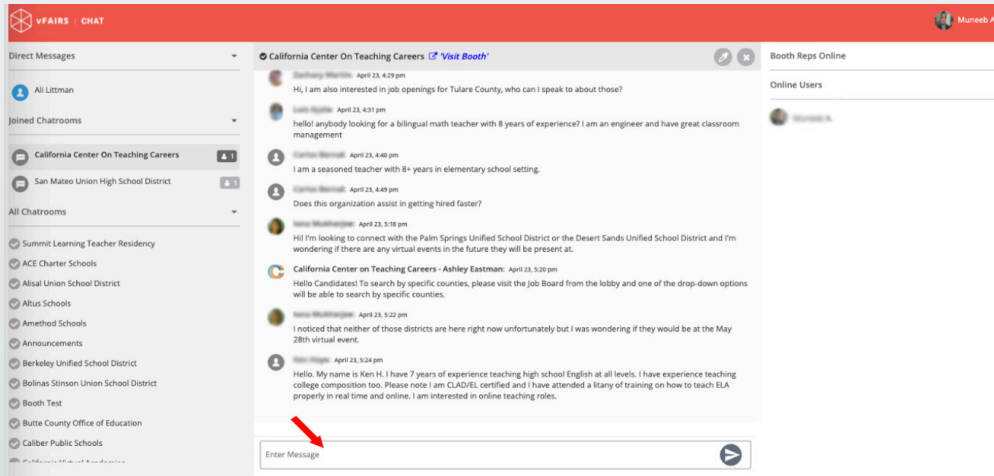 vFAIRS | CHAT
Muneeb A
Direct Messages
Ali Littman
Joined Chatrooms
California Center On Teaching Careers
1
San Mateo Union High School District
1
All Chatrooms
Summit Learning Teacher Residency
ACE Charter Schools
Alisal Union School District
Altus Schools
Amethod Schools
Announcements
Berkeley Unified School District
Bolinas Stinson Union School District
Booth Test
Butte County Office of Education
Caliber Public Schools
California Center On Teaching Careers 'Visit Booth'
April 23, 4:29 pm
Hi, I am also interested in job openings for Tulare County, who can I speak to about those?
April 23, 4:31 pm
hello! anybody looking for a bilingual math teacher with 8 years of experience? I am an engineer and have great classroom
management
April 23, 4:40 pm
I am a seasoned teacher with 8+ years in elementary school setting.
April 23, 4:49 pm
Does this organization assist in getting hired faster?
April 23, 5:18 pm
Hi! I'm looking to connect with the Palm Springs Unified School District or the Desert Sands Unified School District and I'm
wondering if there are any virtual events in the future they will be present at.
California Center on Teaching Careers - Ashley Eastman: April 23, 5:20 pm
Hello Candidates! To search by specific counties, please visit the Job Board from the lobby and one of the drop-down options
will be able to search by specific counties.
April 23, 5:22 pm
I noticed that neither of those districts are here right now unfortunately but I was wondering if they would be at the May
28th virtual event.
April 23, 5:24 pm
Hello. My name is Ken H. I have 7 years of experience teaching high school English at all levels. I have experience teaching
college composition too. Please note I am CLAD/EL certified and I have attended a litany of training on how to teach ELA
properly in real time and online. I am interested in online teaching roles.
Enter Message
Booth Reps Online
Online Users